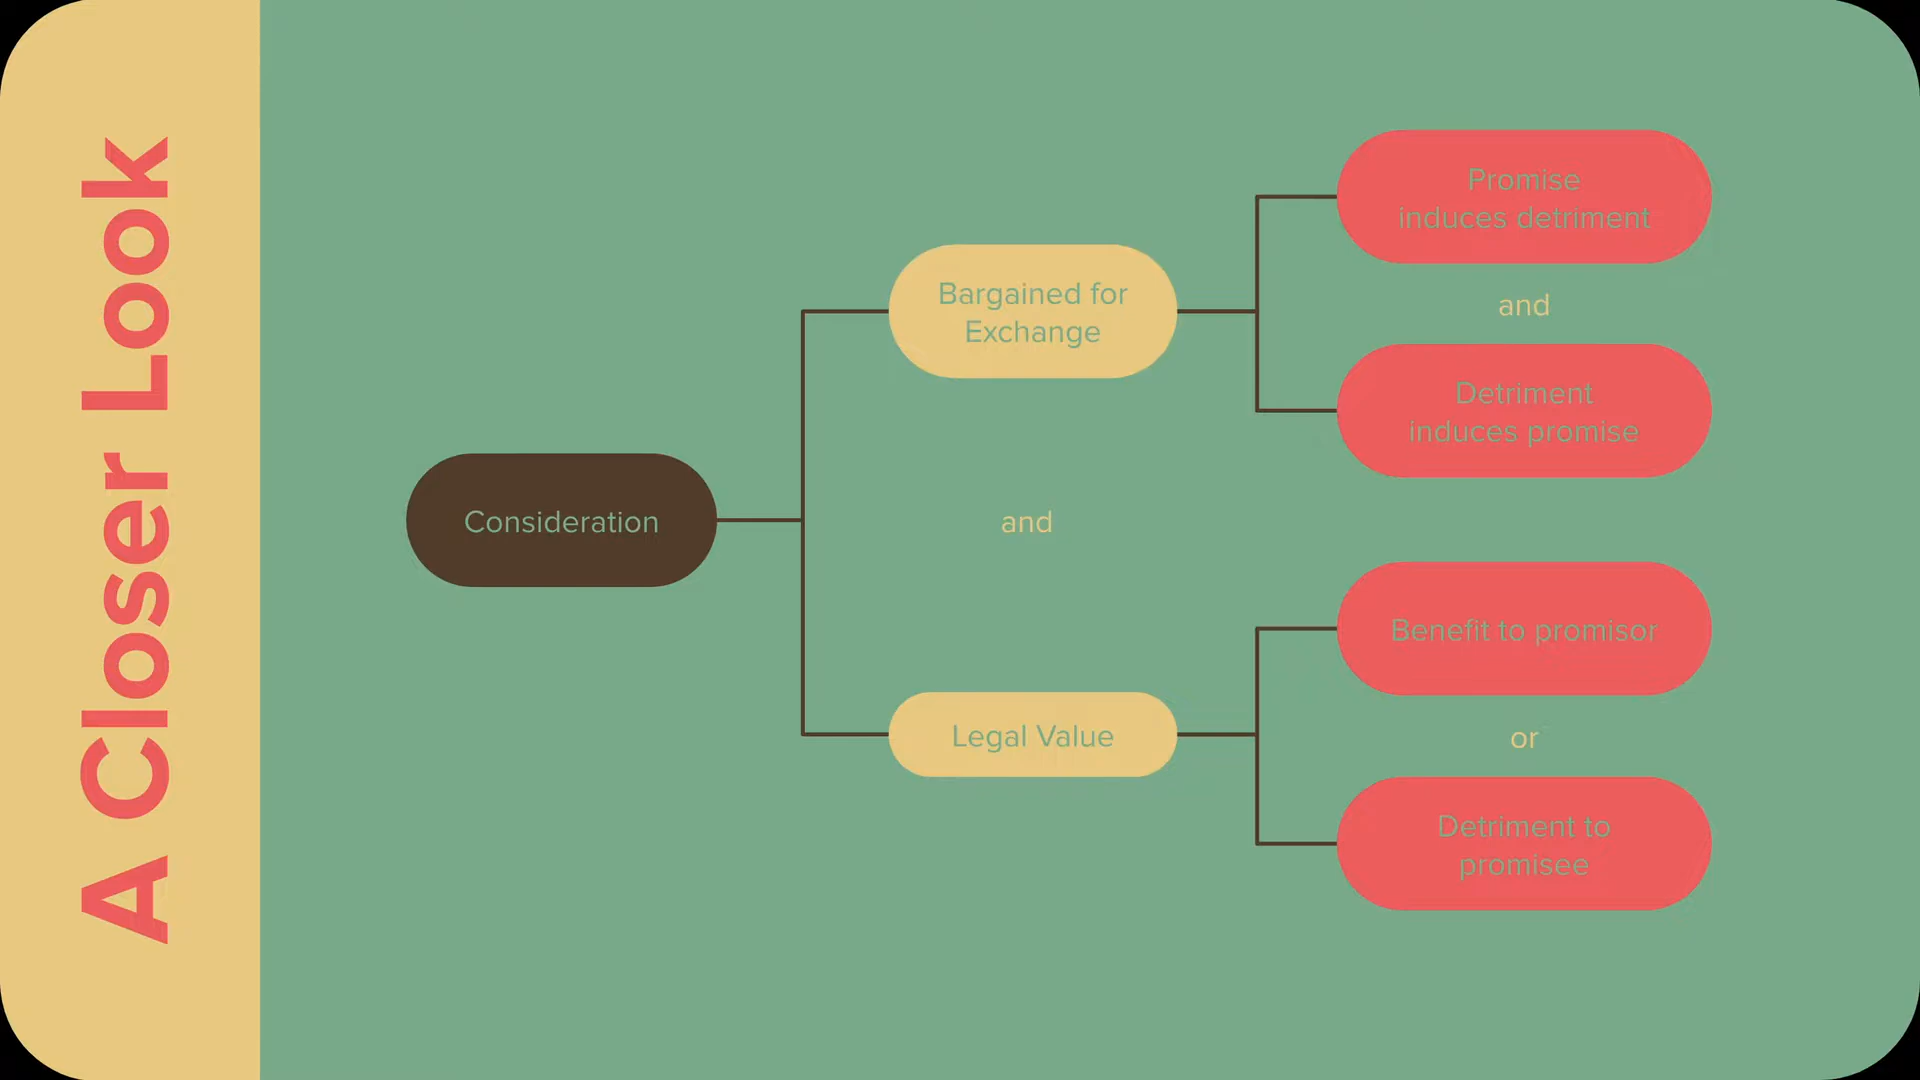 A Closer Look
Consideration
Bargained for
Exchange
and
Legal Value
Promise
induces detriment
and
Detriment
induces promise
Benefit to promisor
or
Detriment to
promisee